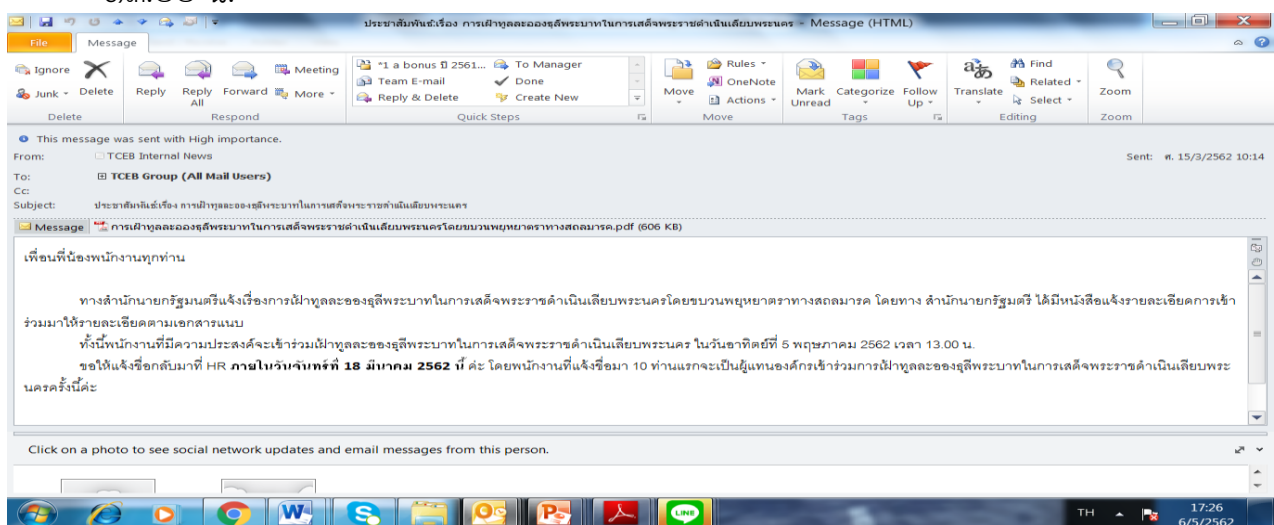 ประชาสัมพันธ์เรื่อง การเฝ้าทูลละอองธุลีพระบาทในการเสด็จพระราชดำเนินเลียบพระนคร - Message (HTML)
File Message
Ignore Meeting *1 a bonus ปี 2561... To Manager Rules Find
Junk Delete Reply Reply All Forward More Team E-mail Done Move OneNote Mark Unread Categorize Follow Up Translate Related Zoom
Reply & Delete Create New Actions Select
Delete Respond Quick Steps Move Tags Editing Zoom
This message was sent with High importance.
From: TCEB Internal News Sent: ศ. 15/3/2562 10:14
To: TCEB Group (All Mail Users)
Cc:
Subject: ประชาสัมพันธ์เรื่อง การเฝ้าทูลละอองธุลีพระบาทในการเสด็จพระราชดำเนินเลียบพระนคร
Message การเฝ้าทูลละอองธุลีพระบาทในการเสด็จพระราชดำเนินเลียบพระนครโดยขบวนพยุหยาตราทางสถลมารค.pdf (606 KB)
เพื่อนพี่น้องพนักงานทุกท่าน
ทางสำนักนายกรัฐมนตรีแจ้งเรื่องการเฝ้าทูลละอองธุลีพระบาทในการเสด็จพระราชดำเนินเลียบพระนครโดยขบวนพยุหยาตราทางสถลมารค โดยทาง สำนักนายกรัฐมตรี ได้มีหนังสือแจ้งรายละเอียดการเข้า
ร่วมมาให้รายละเอียดตามเอกสารแนบ
ทั้งนี้พนักงานที่มีความประสงค์จะเข้าร่วมเฝ้าทูลละอองธุลีพระบาทในการเสด็จพระราชดำเนินเลียบพระนคร ในวันอาทิตย์ที่ 5 พฤษภาคม 2562 เวลา 13.00 น.
ขอให้แจ้งชื่อกลับมาที่ HR ภายในวันจันทร์ที่ 18 มีนาคม 2562 นี้ ค่ะ โดยพนักงานที่แจ้งชื่อมา 10 ท่านแรกจะเป็นผู้แทนองค์กรเข้าร่วมการเฝ้าทูลละอองธุลีพระบาทในการเสด็จพระราชดำเนินเลียบพระ
นครครั้งนี้ค่ะ
Click on a photo to see social network updates and email messages from this person.
TH 17:26
6/5/2562